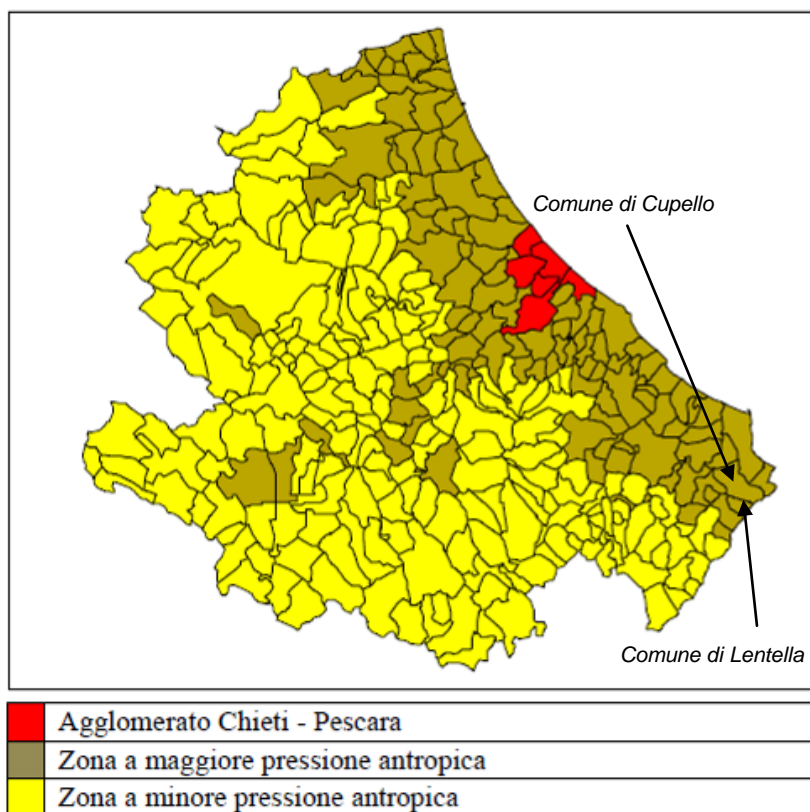 Comune di Cupello
Comune di Lentella
Agglomerato Chieti - Pescara
Zona a maggiore pressione antropica
Zona a minore pressione antropica